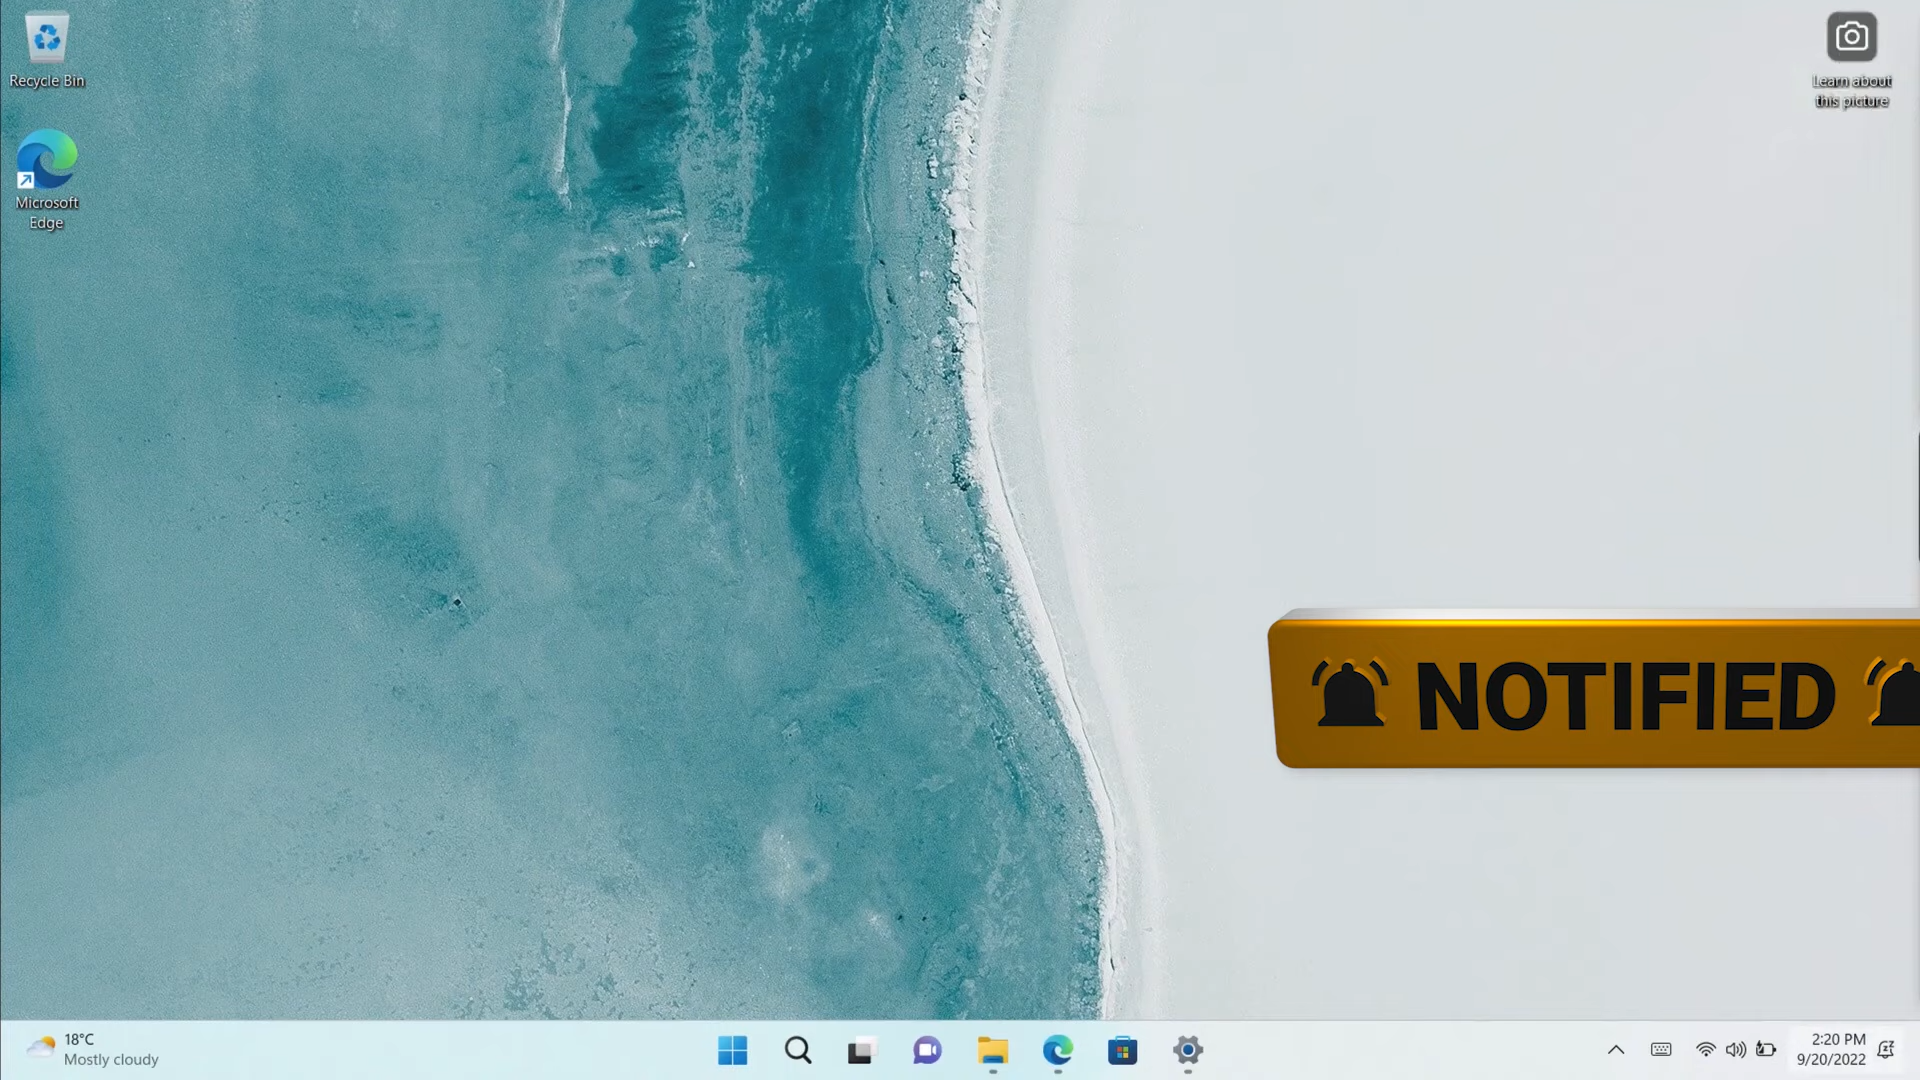 Recycle Bin
Microsoft
Edge
Learn about
this picture
NOTIFIED
18°C
Mostly cloudy
2:20 PM
9/20/2022